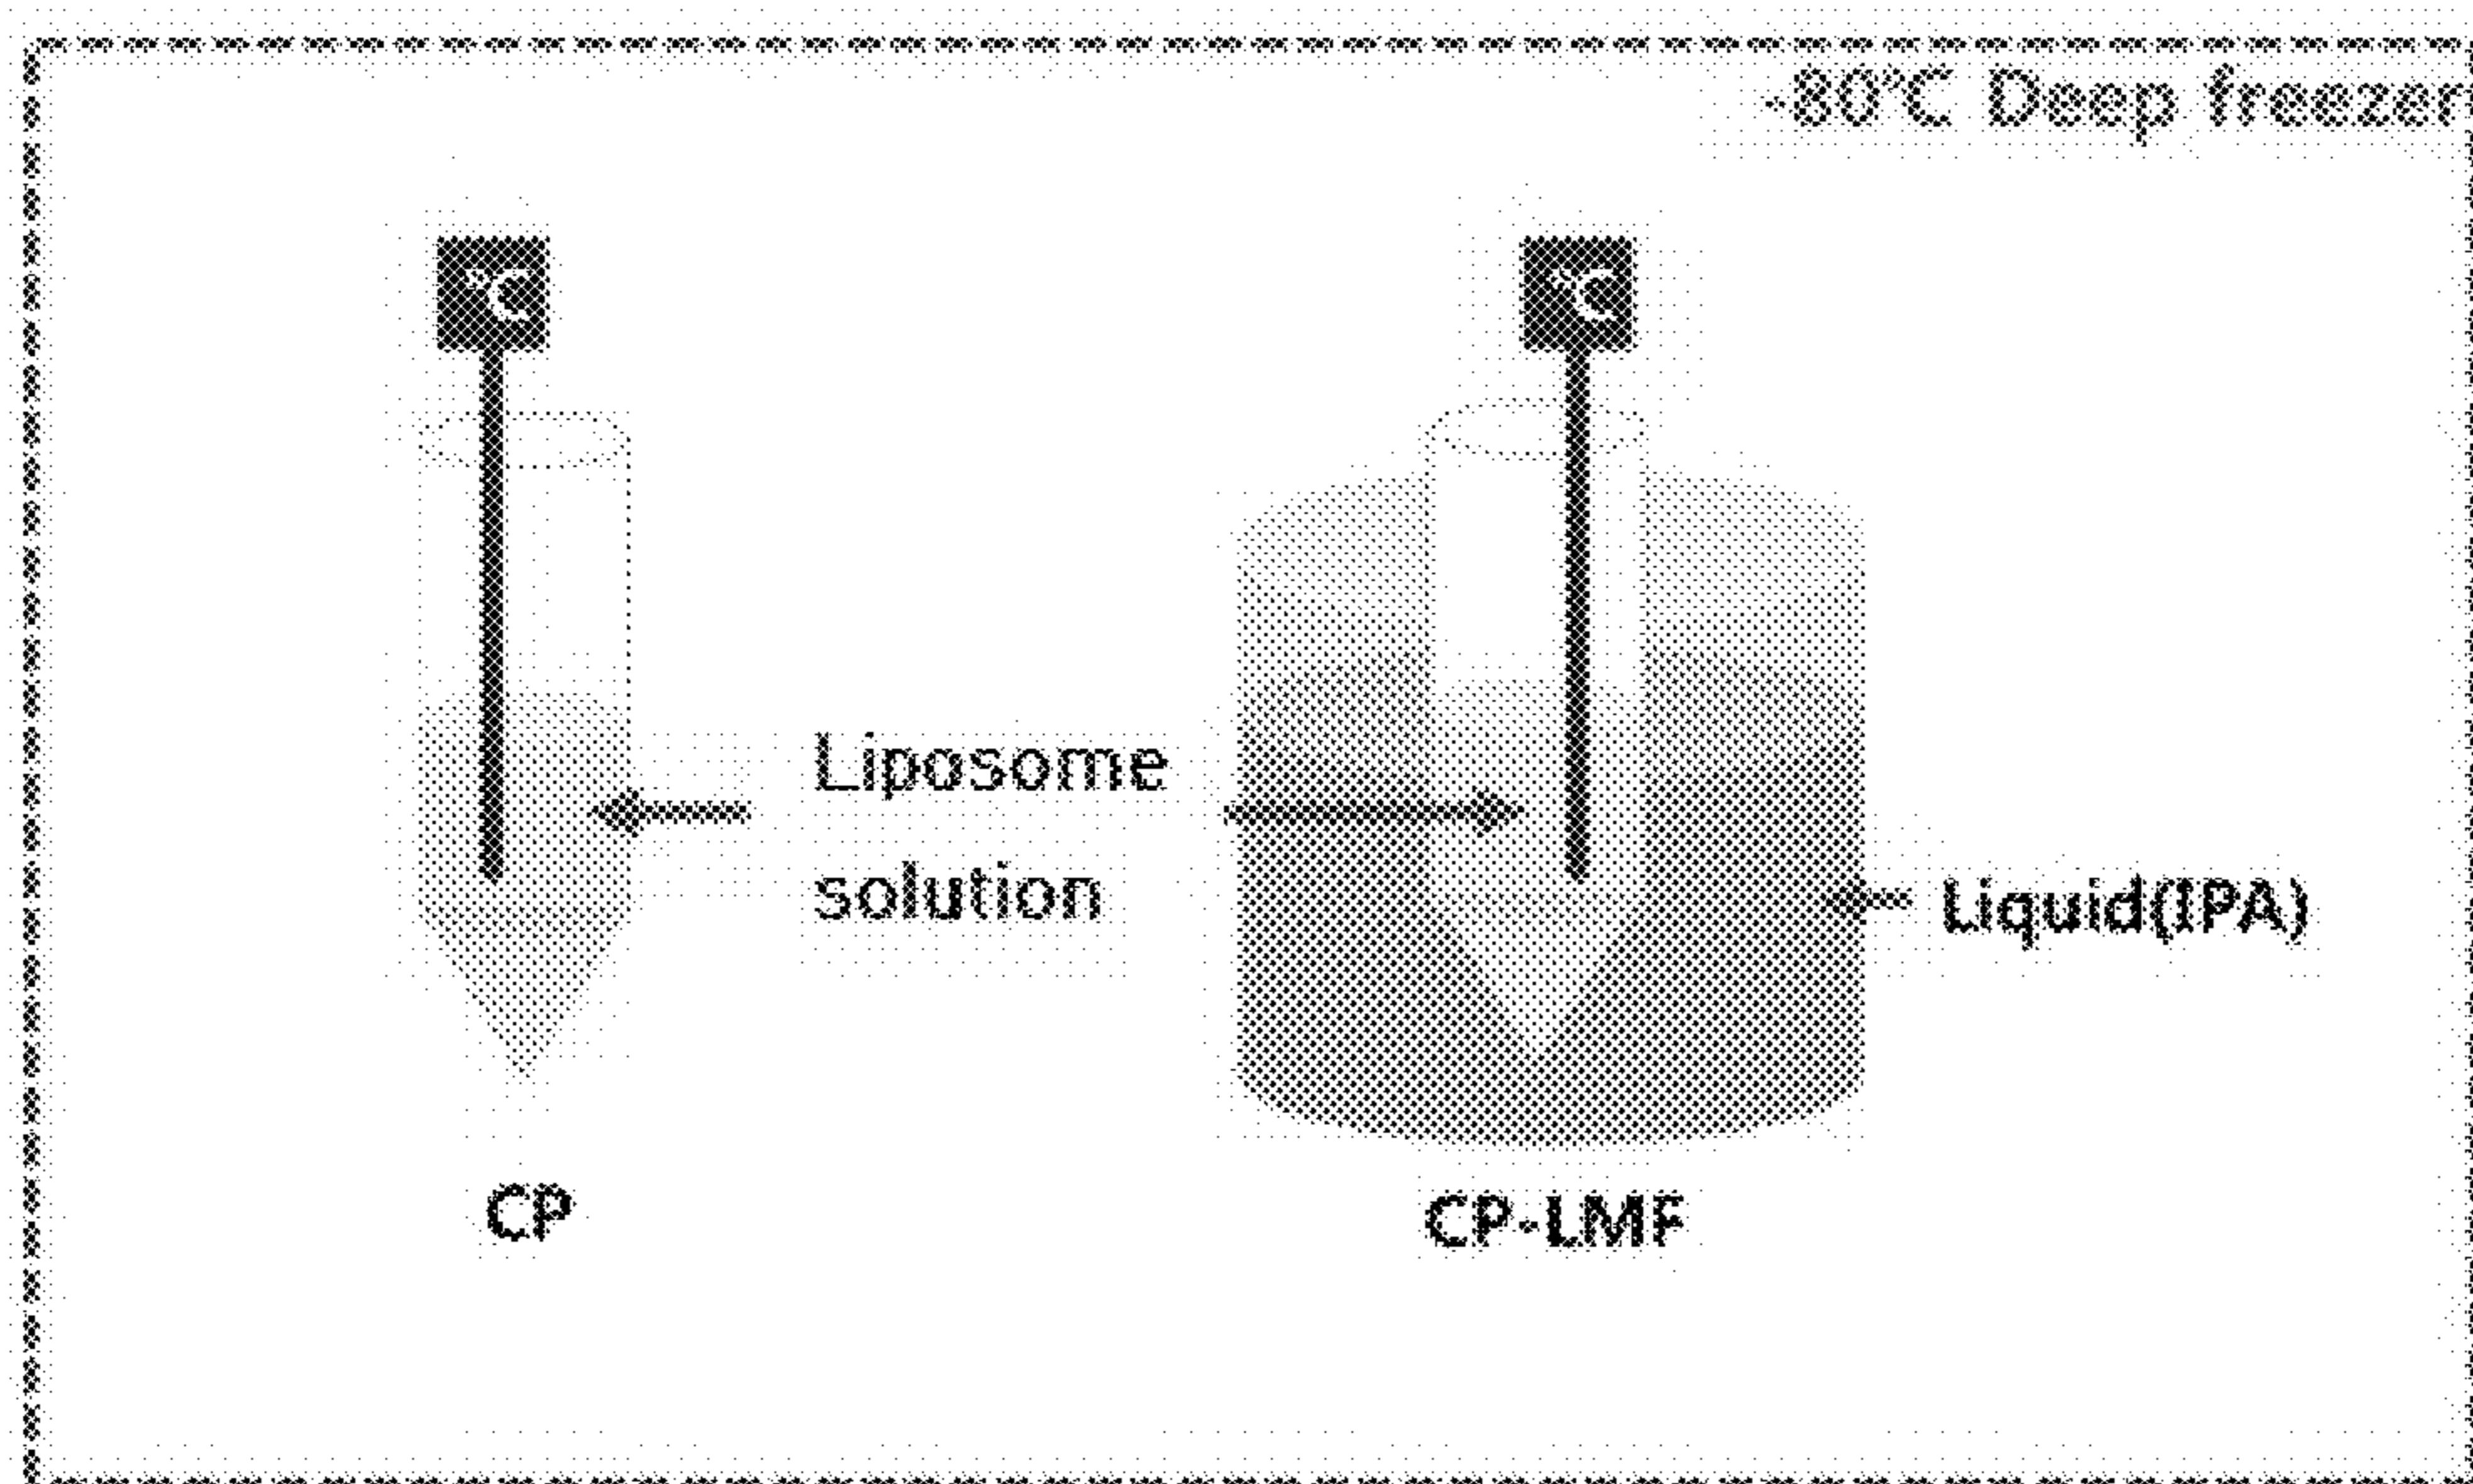 -80℃ Deep freezer
℃
℃
Liposome
solution
Liquid(IPA)
CP
CP-LMF